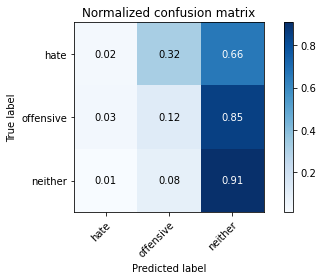 Normalized confusion matrix
True label
hate
0.02 0.32 0.66
offensive
0.03 0.12 0.85
neither
0.01 0.08 0.91
hate offensive neither
Predicted label
0.8
0.6
0.4
0.2